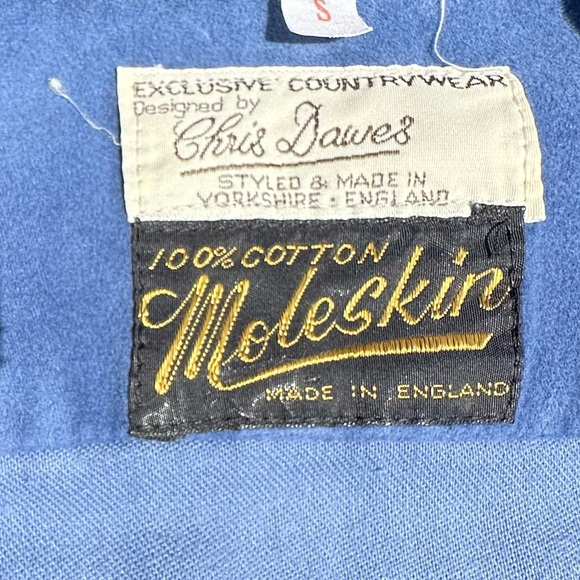 S
EXCLUSIVE COUNTRYWEAR
Designed by
Chris Dawes
STYLED & MADE IN
YORKSHIRE - ENGLAND
100% COTTON
Moleskin
MADE IN ENGLAND